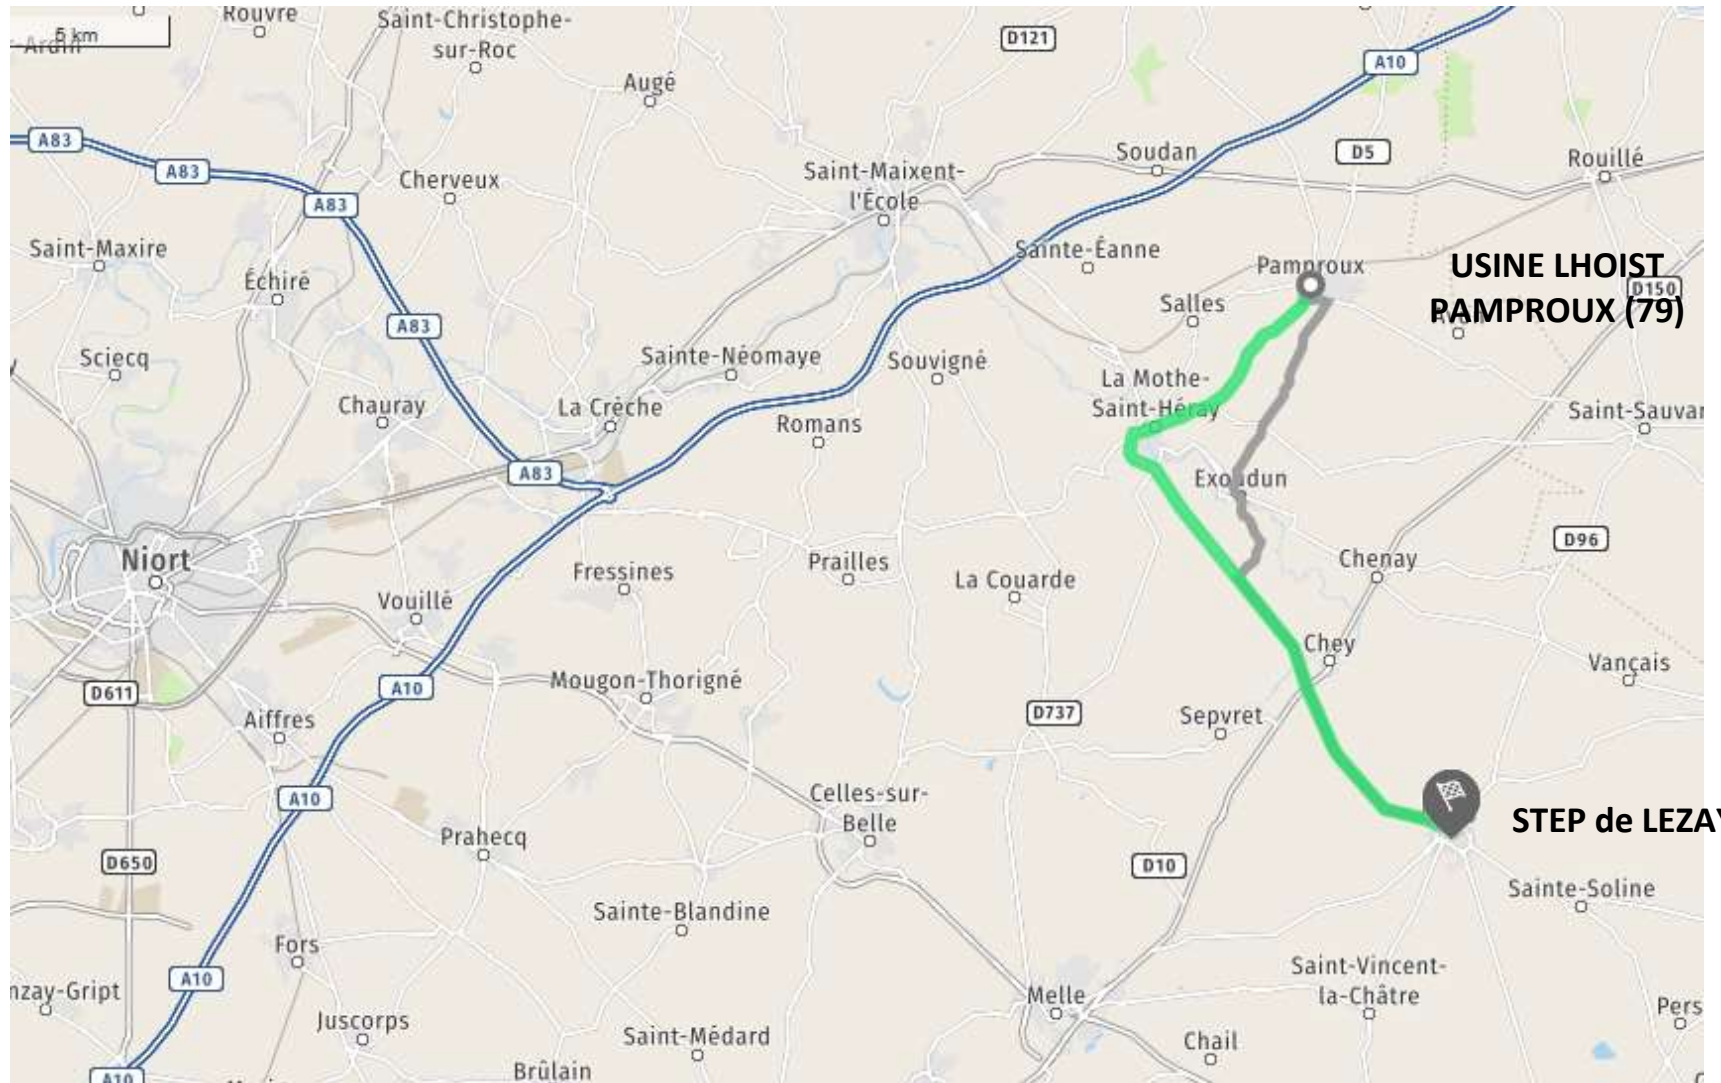 Rouvre
Saint-Christophe-
sur-Roc
5 km
D121
A10
Augé
A83
A83
Soudan
D5
Rouillé
Cherveux
Saint-Maixent-
l'École
A83
Saint-Maxire
Échiré
Sainte-Éanne
Pamproux
USINE LHOIST
D150
PAMPROUX (79)
Salles
A83
Sciecq
Sainte-Néomaye
Souvigné
La Mothe-
Saint-Héray
Chauray
La Crèche
Romans
Saint-Sauvar
A83
Exoudun
Niort
Prailles
Chenay
D96
Fressines
La Couarde
Vouillé
Chey
Vançais
A10
Mougon-Thorigné
D611
Aiffres
D737
Sepvret
A10
Celles-sur-
Belle
STEP de LEZAY
Prahecq
D650
D10
Sainte-Soline
Sainte-Blandine
Fors
A10
Saint-Vincent-
la-Châtre
nzay-Gript
Melle
Pers
Juscorps
Saint-Médard
Chail
Brûlain
A10